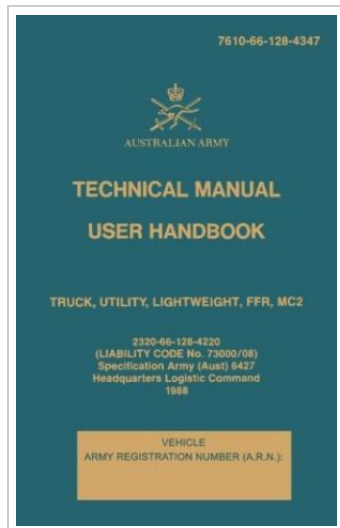 7610-66-128-4347
AUSTRALIAN ARMY
TECHNICAL MANUAL
USER HANDBOOK
TRUCK, UTILITY, LIGHTWEIGHT, FFR, MC2
2320-66-128-4220
(LIABILITY CODE No. 73000/08)
Specification Army (Aust) 6427
Headquarters Logistic Command
1988
VEHICLE
ARMY REGISTRATION NUMBER (A.R.N.):